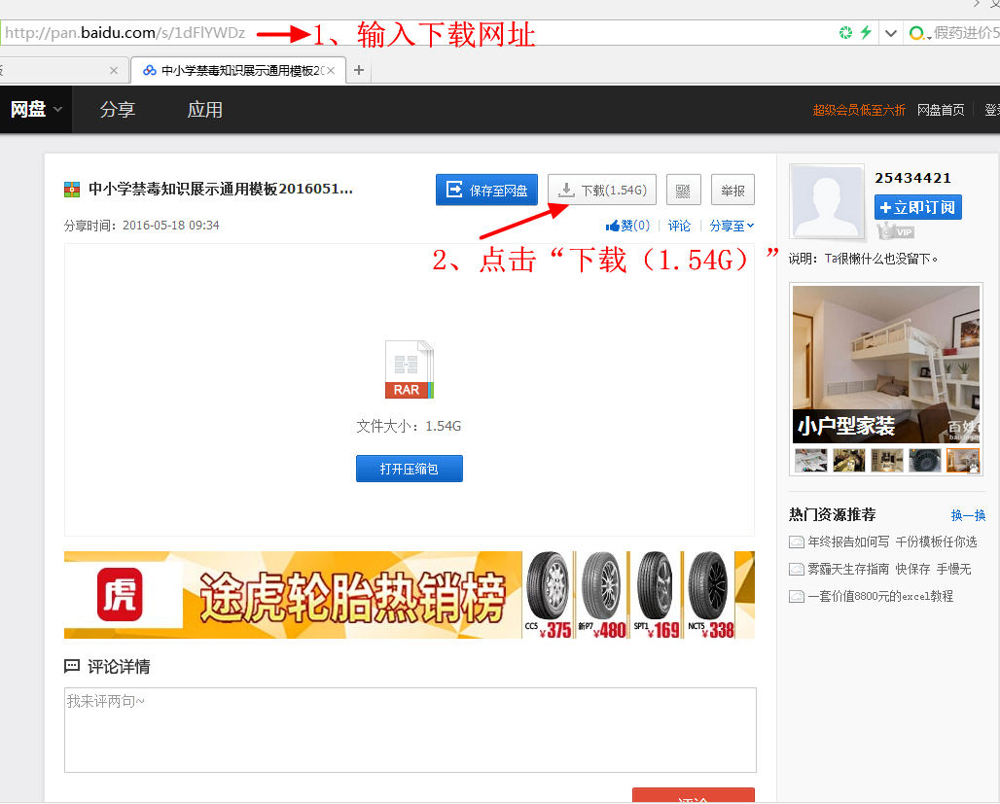 http://pan.baidu.com/s/1dFlYWDz
1、输入下载网址
假药进价5
中小学禁毒知识展示通用模板20
网盘
分享
应用
超级会员低至六折
网盘首页
登
中小学禁毒知识展示通用模板2016051...
保存至网盘
下载(1.54G)
举报
分享时间：2016-05-18 09:34
赞(0)
评论
分享至
2、点击“下载（1.54G）”
RAR
文件大小：1.54G
打开压缩包
虎
途虎轮胎热销榜
CC5 ¥375
新P7 ¥480
SPT1 ¥169
NCT5 ¥338
评论详情
我来评两句~
评论
25434421
立即订阅
VIP
说明：Ta很懒什么也没留下。
小户型家装
热门资源推荐
换一换
年终报告如何写 千份模板任你选
雾霾天生存指南 快保存 手慢无
一套价值8800元的excel教程